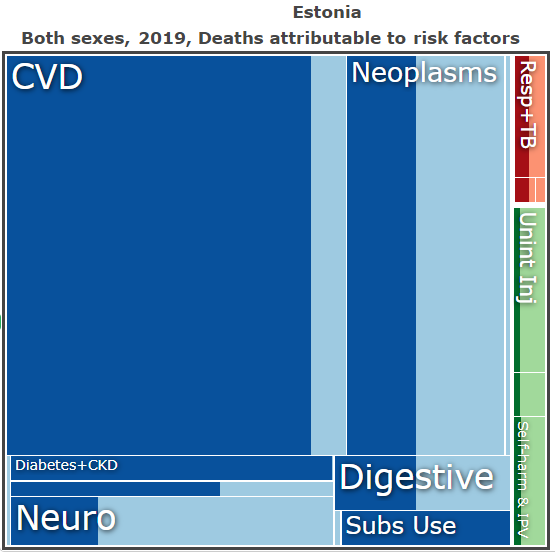 Estonia
Both sexes, 2019, Deaths attributable to risk factors
CVD
Neoplasms
Resp+TB
Unint Inj
Diabetes+CKD
Neuro
Digestive
Subs Use
Self-harm & IPV